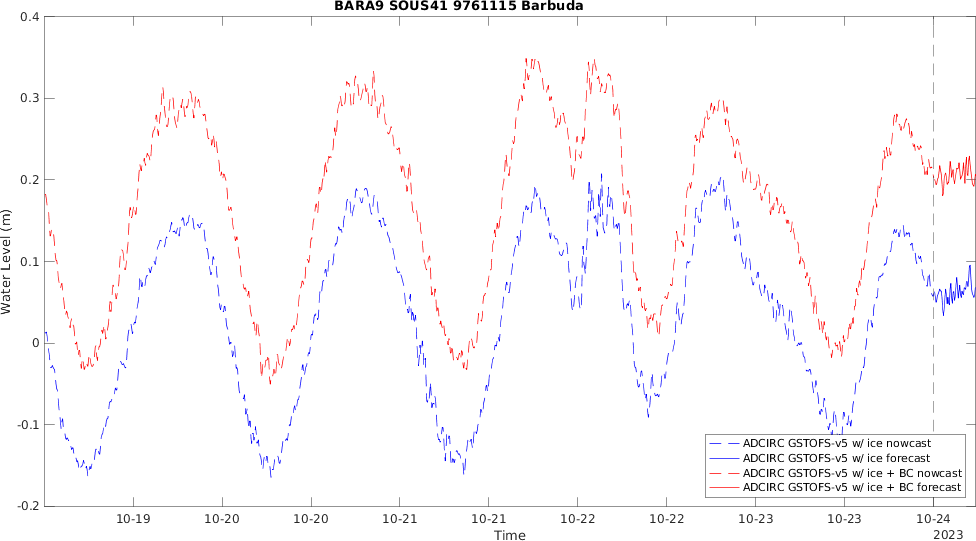 BARA9 SOUS41 9761115 Barbuda
0.4
0.3
0.2
0.1
0
-0.1
-0.2
Water Level (m)
10-19
10-20
10-20
10-21
10-21
10-22
10-22
10-23
10-23
10-24
Time
2023
ADCIRC GSTOFS-v5 w/ ice nowcast
ADCIRC GSTOFS-v5 w/ ice forecast
ADCIRC GSTOFS-v5 w/ ice + BC nowcast
ADCIRC GSTOFS-v5 w/ ice + BC forecast